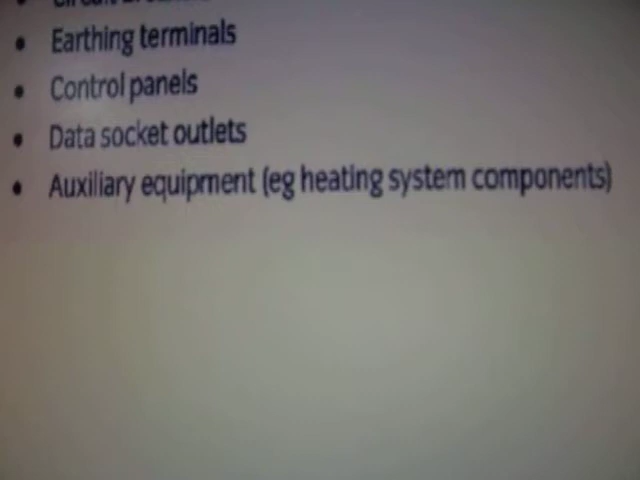 • Earthing terminals
• Control panels
• Data socket outlets
• Auxiliary equipment (eg heating system components)